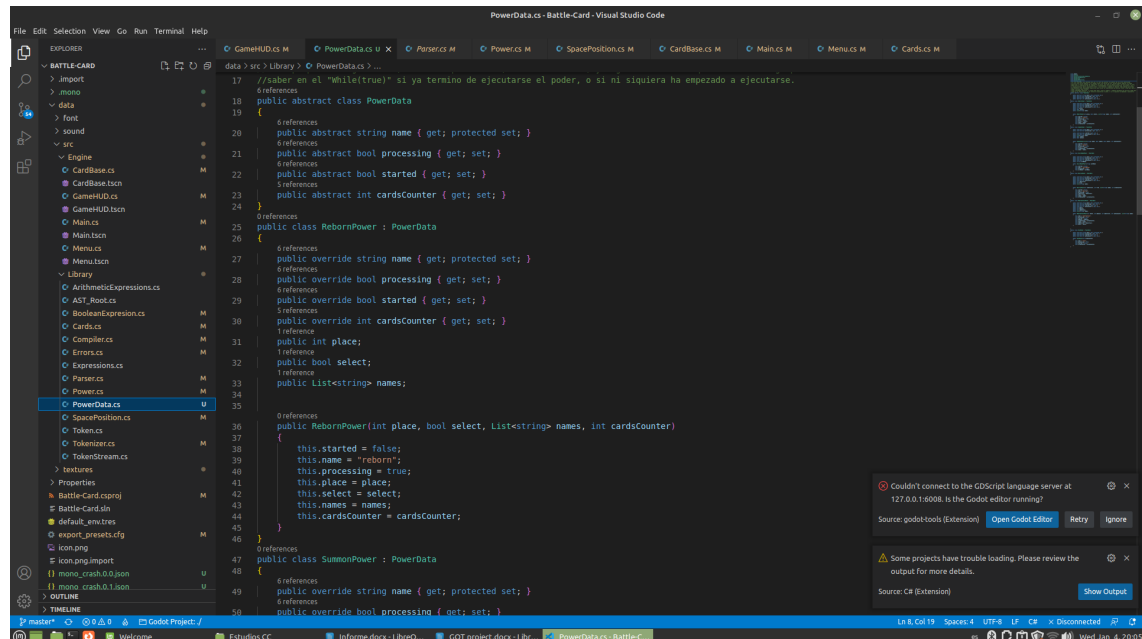 PowerData.cs - Battle-Card - Visual Studio Code
File Edit Selection View Go Run Terminal Help
EXPLORER ...
BATTLE-CARD
.import
.mono
data
font
sound
src
Engine
CardBase.cs M
CardBase.tscn
GameHUD.cs M
GameHUD.tscn
Main.cs M
Main.tscn
Menu.cs M
Menu.tscn
Library
ArithmeticExpressions.cs
AST_Root.cs
BooleanExpresion.cs M
Cards.cs M
Compiler.cs M
Errors.cs M
Expressions.cs
Parser.cs M
Power.cs M
PowerData.cs U
SpacePosition.cs M
Token.cs
Tokenizer.cs M
TokenStream.cs
textures
Properties
Battle-Card.csproj M
Battle-Card.sln
default_env.tres
export_presets.cfg M
icon.png
icon.png.import
mono_crash.0.0.json U
mono_crash.0.1.json U
OUTLINE
TIMELINE
54
GameHUD.cs M PowerData.cs U Parser.cs M Power.cs M SpacePosition.cs M CardBase.cs M Main.cs M Menu.cs M Cards.cs M
data > src > Library > PowerData.cs > ...
17 //saber en el "While(true)" si ya termino de ejecutarse el poder, o si ni siquiera ha empezado a ejecutarse.
6 references
18 public abstract class PowerData
19 {
6 references
20 public abstract string name { get; protected set; }
6 references
21 public abstract bool processing { get; set; }
6 references
22 public abstract bool started { get; set; }
5 references
23 public abstract int cardsCounter { get; set; }
24 }
0 references
25 public class RebornPower : PowerData
26 {
6 references
27 public override string name { get; protected set; }
6 references
28 public override bool processing { get; set; }
6 references
29 public override bool started { get; set; }
5 references
30 public override int cardsCounter { get; set; }
1 reference
31 public int place;
1 reference
32 public bool select;
1 reference
33 public List<string> names;
34
35
0 references
36 public RebornPower(int place, bool select, List<string> names, int cardsCounter)
37 {
38 this.started = false;
39 this.name = "reborn";
40 this.processing = true;
41 this.place = place;
42 this.select = select;
43 this.names = names;
44 this.cardsCounter = cardsCounter;
45 }
46 }
0 references
47 public class SummonPower : PowerData
48 {
6 references
49 public override string name { get; protected set; }
6 references
50 public override bool processing { get; set; }
Couldn't connect to the GDScript language server at
127.0.0.1:6008. Is the Godot editor running?
Source: godot-tools (Extension) Open Godot Editor Retry Ignore
Some projects have trouble loading. Please review the
output for more details.
Source: C# (Extension) Show Output
master* 0 0 Godot Project: ./ Ln 8, Col 19 Spaces: 4 UTF-8 LF C# Disconnected
Welcome Estudios CC Informe.docx - LibreO... GOT project.docx - Libr... PowerData.cs - Battle-C... es Wed Jan 4, 20:0